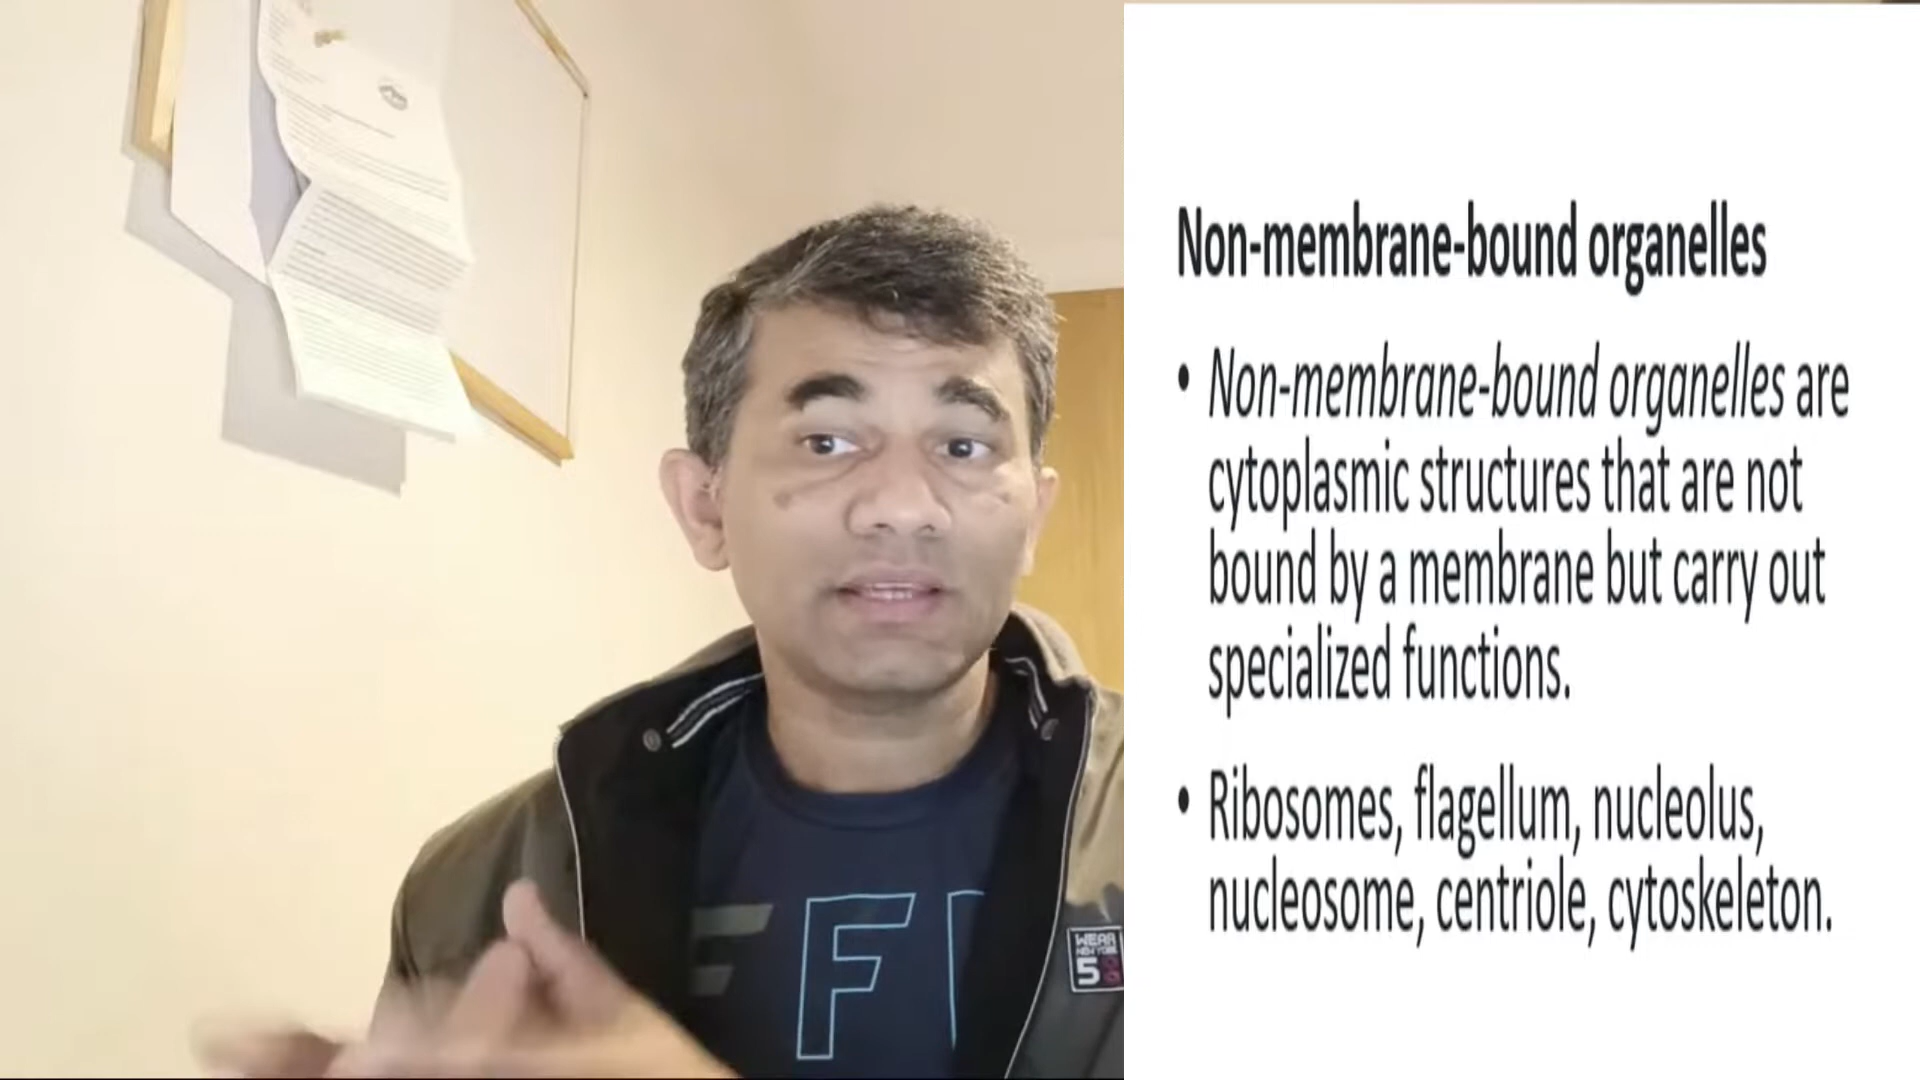 Non-membrane-bound organelles
• Non-membrane-bound organelles are
cytoplasmic structures that are not
bound by a membrane but carry out
specialized functions.
• Ribosomes, flagellum, nucleolus,
nucleosome, centriole, cytoskeleton.
F
WEAR
NEW YORK
5